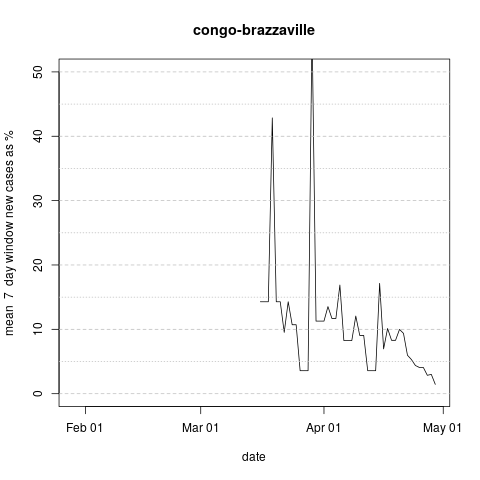 congo-brazzaville
mean  7  day window new cases as %
50
40
30
20
10
0
Feb 01
Mar 01
Apr 01
May 01
date